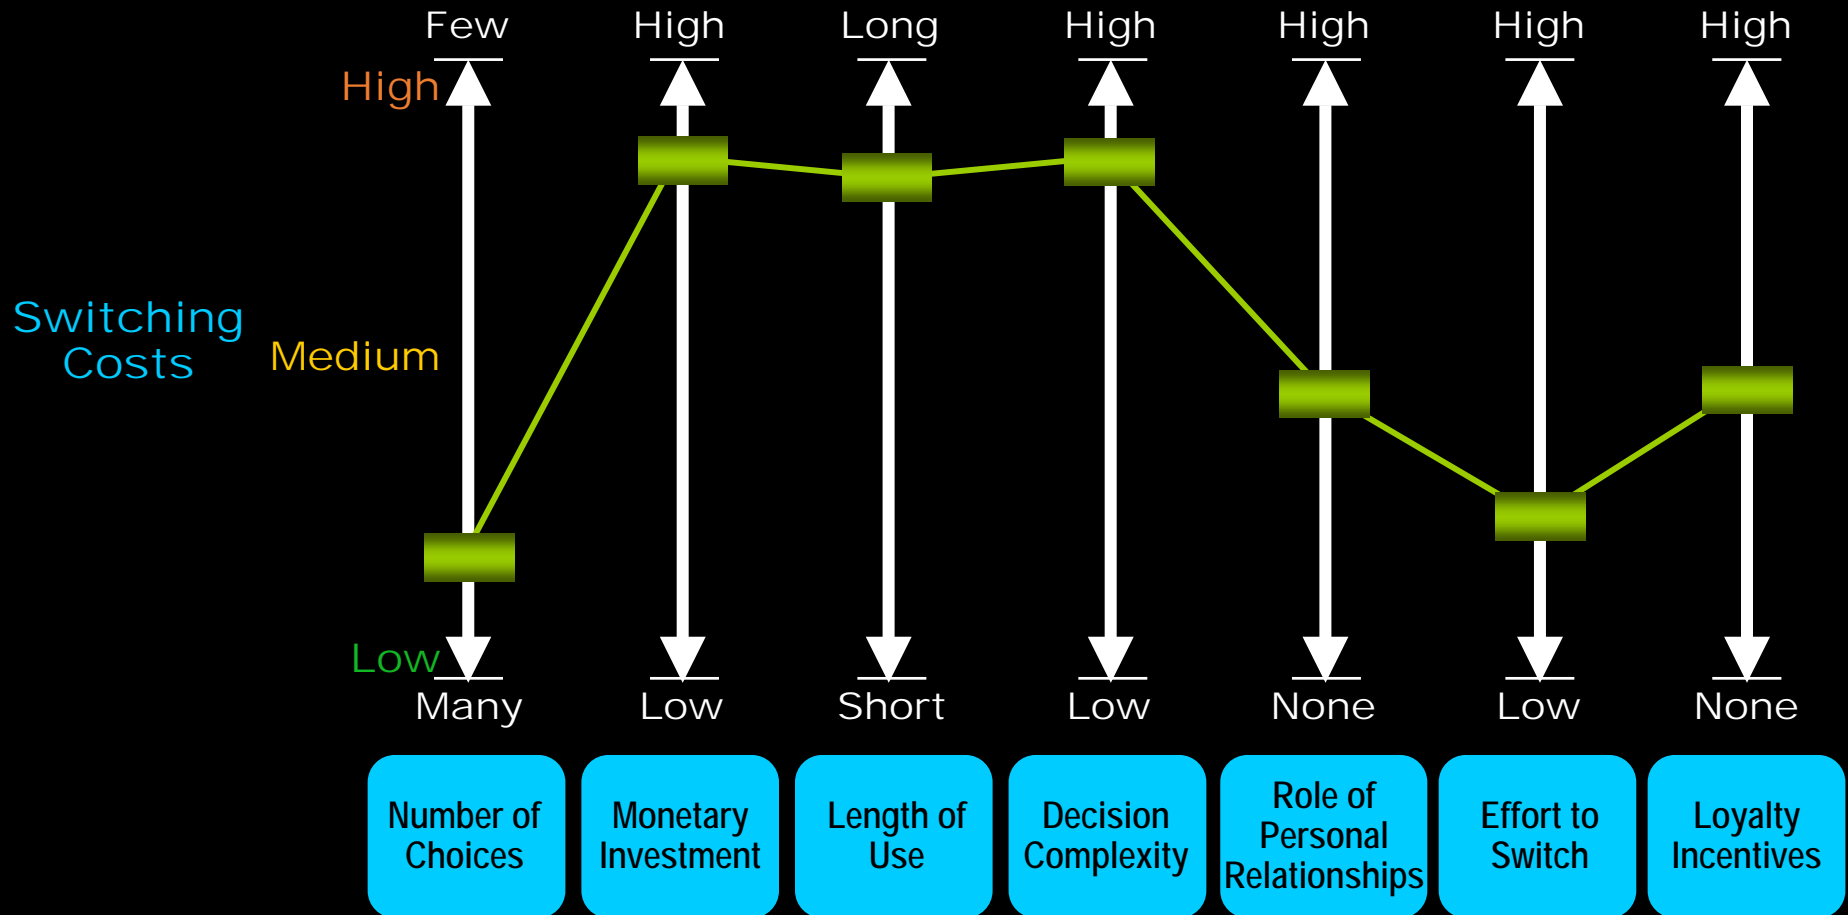 Few
High
Long
High
High
High
High
High
Switching
Costs
Medium
Low
Many
Low
Short
Low
None
Low
None
Number of
Choices
Monetary
Investment
Length of
Use
Decision
Complexity
Role of
Personal
Relationships
Effort to
Switch
Loyalty
Incentives